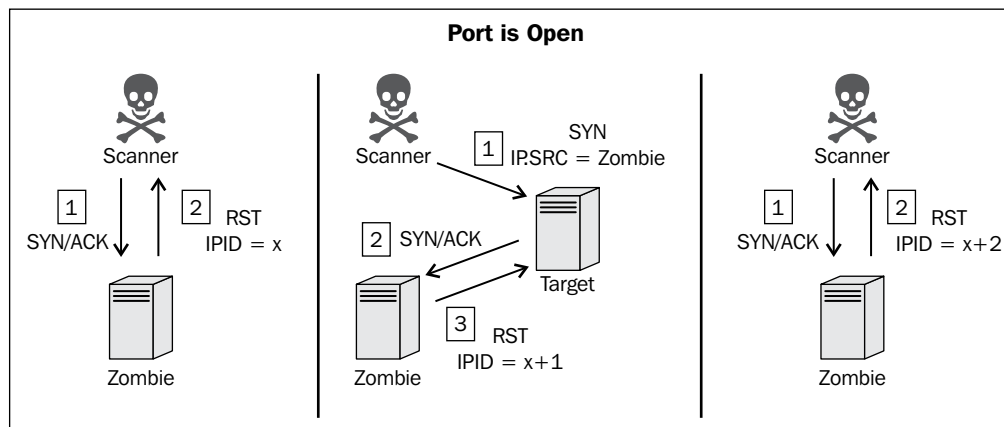 Port is Open
Scanner
1
2
SYN/ACK
RST
IPID = x
Zombie
Scanner
1
SYN
IP.SRC = Zombie
2
SYN/ACK
Target
3
RST
IPID = x+1
Zombie
Scanner
1
2
SYN/ACK
RST
IPID = x+2
Zombie